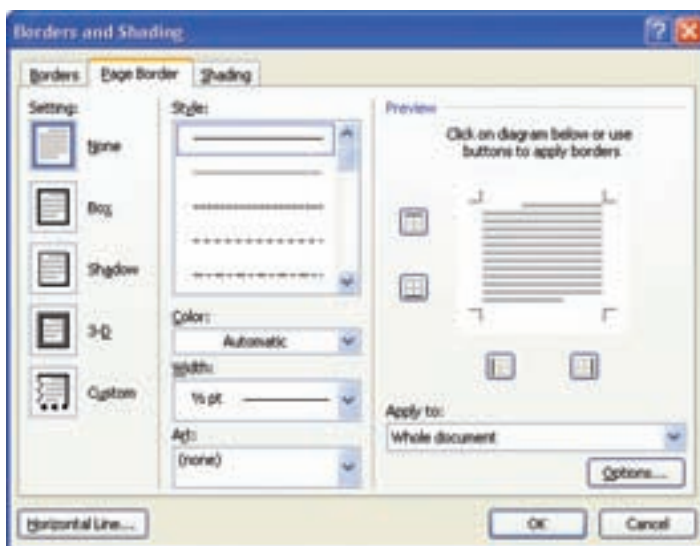 Borders and Shading
Borders Page Border Shading
Setting:
None
Box
Shadow
3-D
Custom
Style:
Color:
Automatic
Width:
½ pt
Art:
(none)
Preview
Click on diagram below or use
buttons to apply borders
Apply to:
Whole document
Options...
Horizontal Line...
OK
Cancel